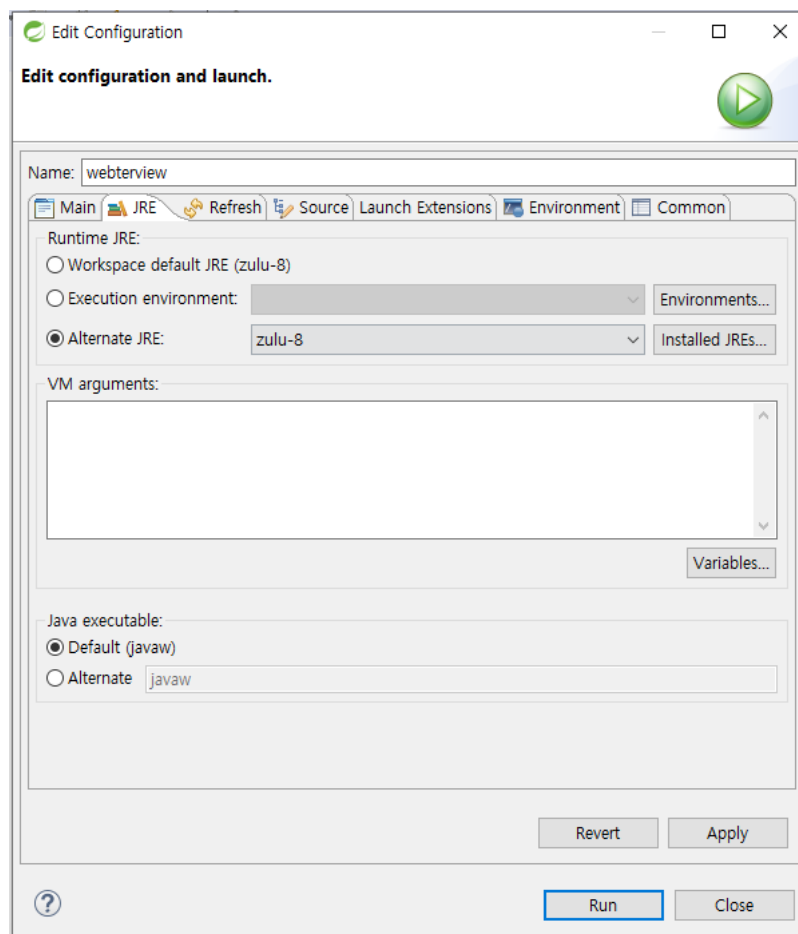 Edit Configuration
Edit configuration and launch.
Name: webterview
Main JRE Refresh Source Launch Extensions Environment Common
Runtime JRE:
Workspace default JRE (zulu-8)
Execution environment: Environments...
Alternate JRE: zulu-8 Installed JREs...
VM arguments:
Variables...
Java executable:
Default (javaw)
Alternate javaw
Revert Apply
? Run Close